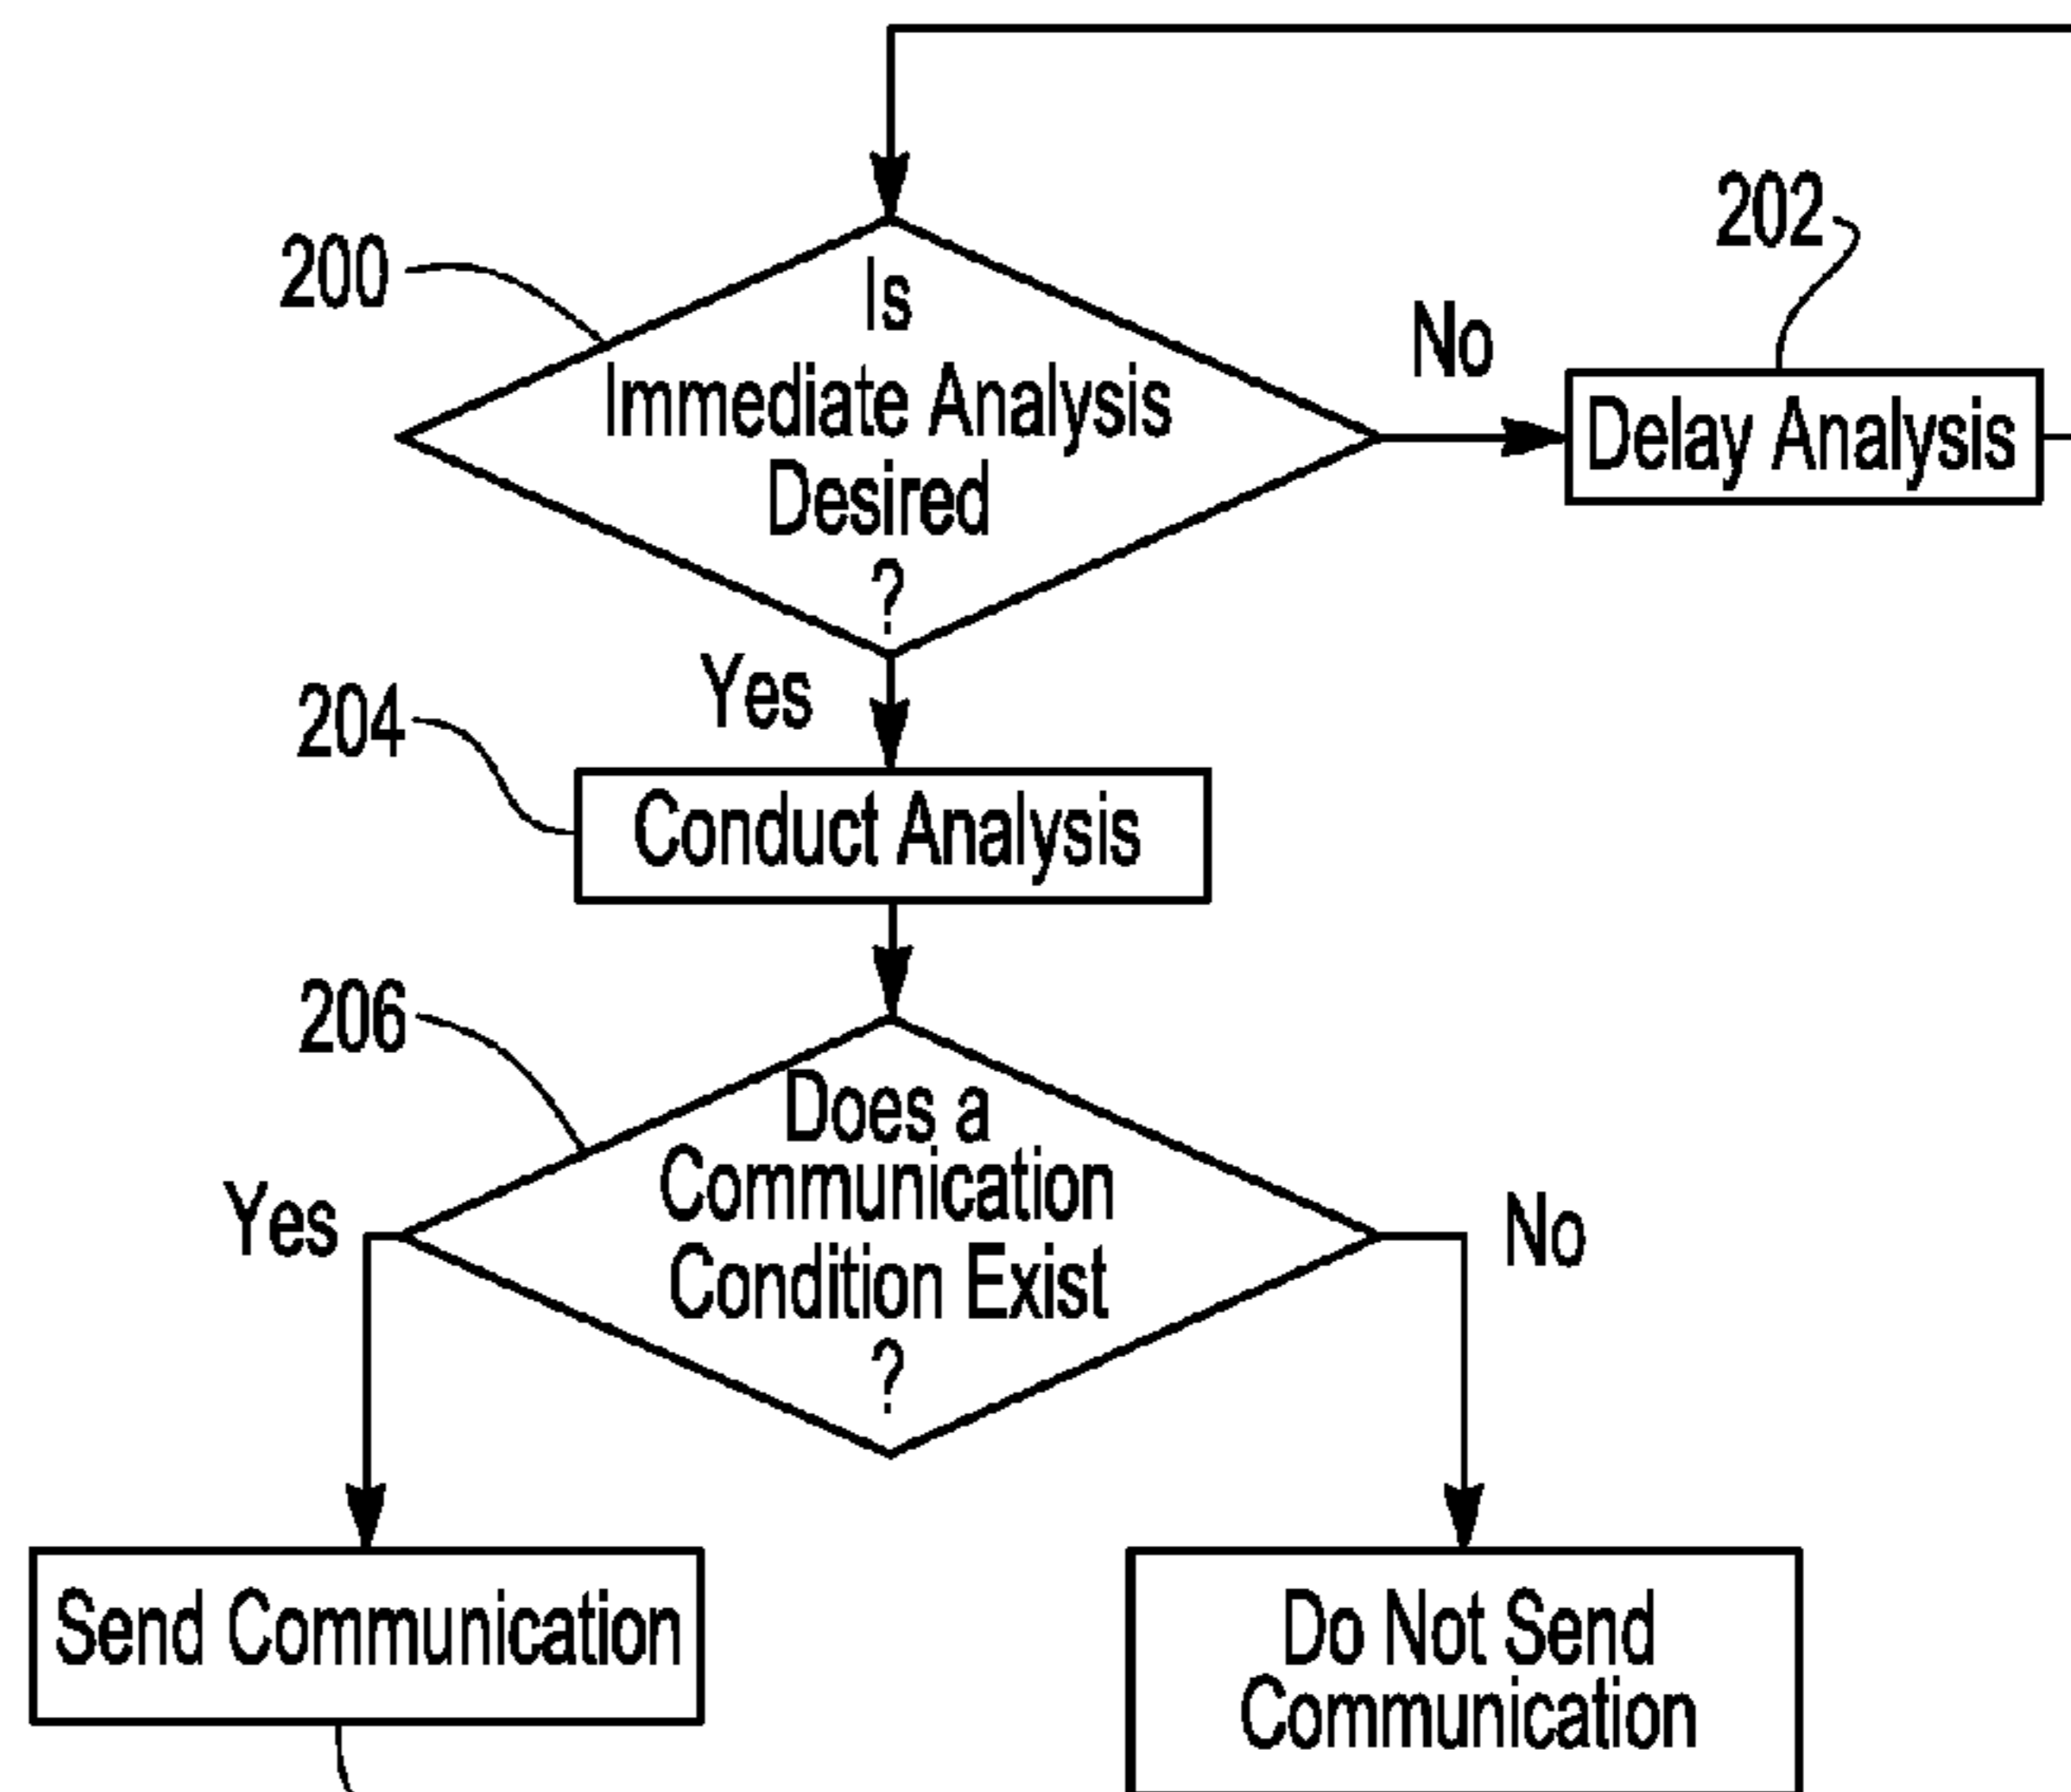 202
200
Is
Immediate Analysis
Desired
?
No
Delay Analysis
Yes
204
Conduct Analysis
206
Does a
Communication
Condition Exist
?
Yes
No
Send Communication
Do Not Send
Communication